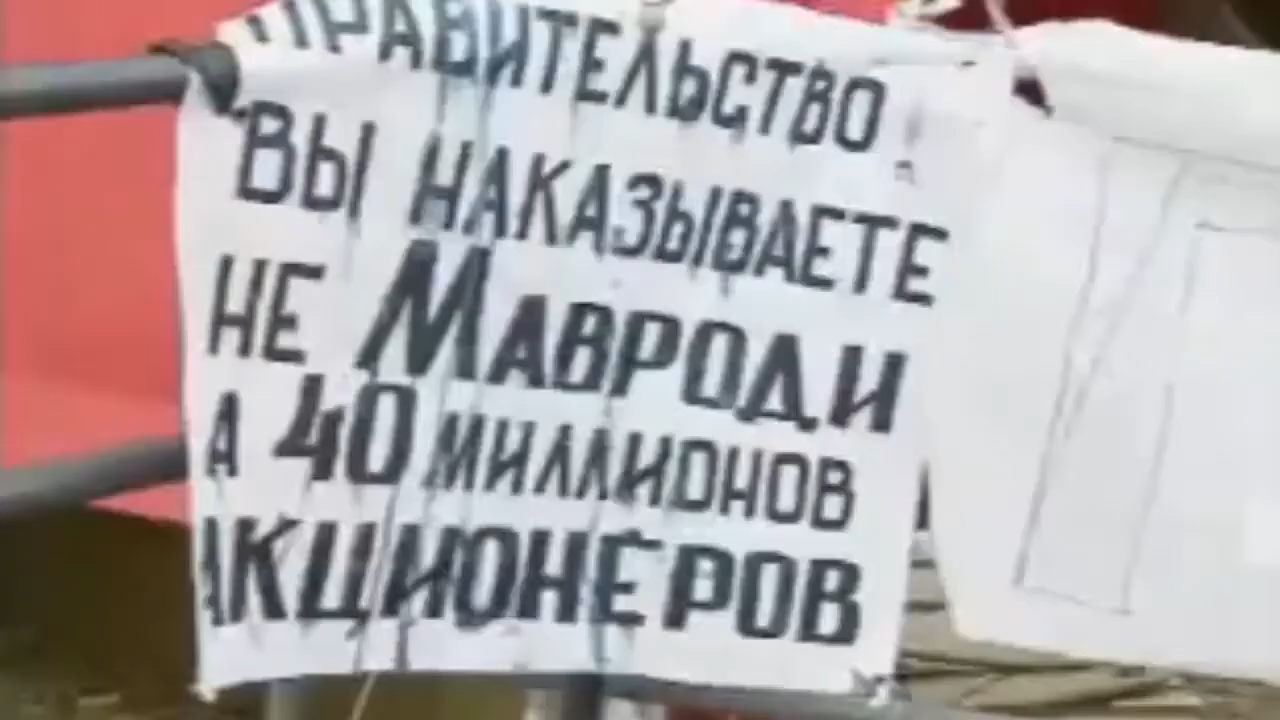 ПРАВИТЕЛЬСТВО!
ВЫ НАКАЗЫВАЕТЕ
НЕ МАВРОДИ
А 40 МИЛЛИОНОВ
АКЦИОНЕРОВ